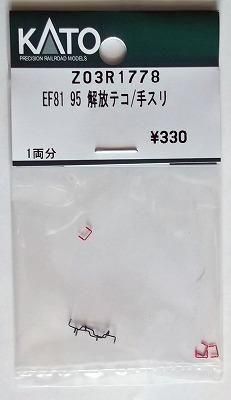 KATO
PRECISION RAILROAD MODELS
Z03R1778
EF81 95 解放テコ/手スリ
¥330
1両分